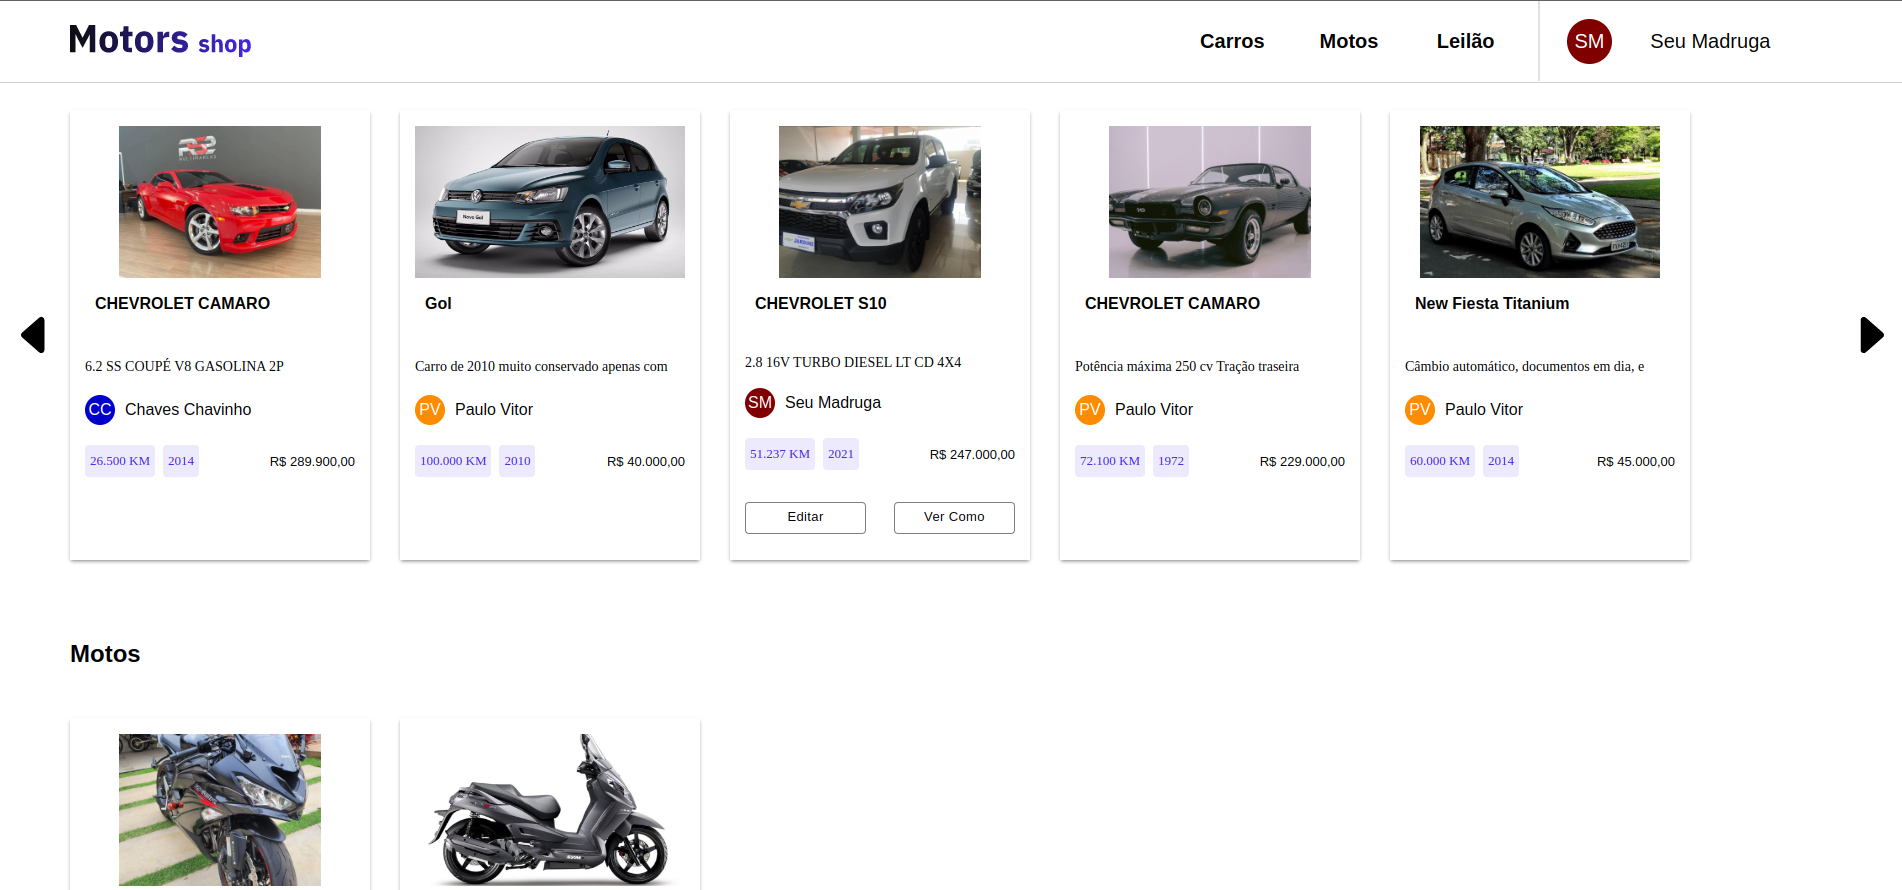 Motors shop
Carros Motos Leilão SM Seu Madruga
RS2
Novo Gol
CHEVROLET CAMARO
6.2 SS COUPÉ V8 GASOLINA 2P
CC Chaves Chavinho
26.500 KM 2014 R$ 289.900,00
Gol
Carro de 2010 muito conservado apenas com
PV Paulo Vitor
100.000 KM 2010 R$ 40.000,00
CHEVROLET S10
2.8 16V TURBO DIESEL LT CD 4X4
SM Seu Madruga
51.237 KM 2021 R$ 247.000,00
Editar Ver Como
CHEVROLET CAMARO
Potência máxima 250 cv Tração traseira
PV Paulo Vitor
72.100 KM 1972 R$ 229.000,00
New Fiesta Titanium
Câmbio automático, documentos em dia, e
PV Paulo Vitor
60.000 KM 2014 R$ 45.000,00
Motos